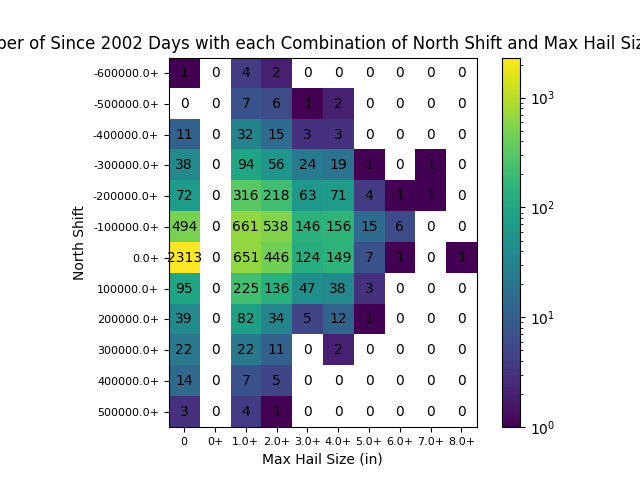 ber of Since 2002 Days with each Combination of North Shift and Max Hail Siz
-600000.0+ 1 0 4 2 0 0 0 0 0 0
-500000.0+ 0 0 7 6 1 2 0 0 0 0
-400000.0+ 11 0 32 15 3 3 0 0 0 0
-300000.0+ 38 0 94 56 24 19 1 0 1 0
-200000.0+ 72 0 316 218 63 71 4 1 1 0
-100000.0+ 494 0 661 538 146 156 15 6 0 0
0.0+ 2313 0 651 446 124 149 7 1 0 1
100000.0+ 95 0 225 136 47 38 3 0 0 0
200000.0+ 39 0 82 34 5 12 1 0 0 0
300000.0+ 22 0 22 11 0 2 0 0 0 0
400000.0+ 14 0 7 5 0 0 0 0 0 0
500000.0+ 3 0 4 1 0 0 0 0 0 0
0 0+ 1.0+ 2.0+ 3.0+ 4.0+ 5.0+ 6.0+ 7.0+ 8.0+
Max Hail Size (in)
North Shift
10³
10²
10¹
10⁰